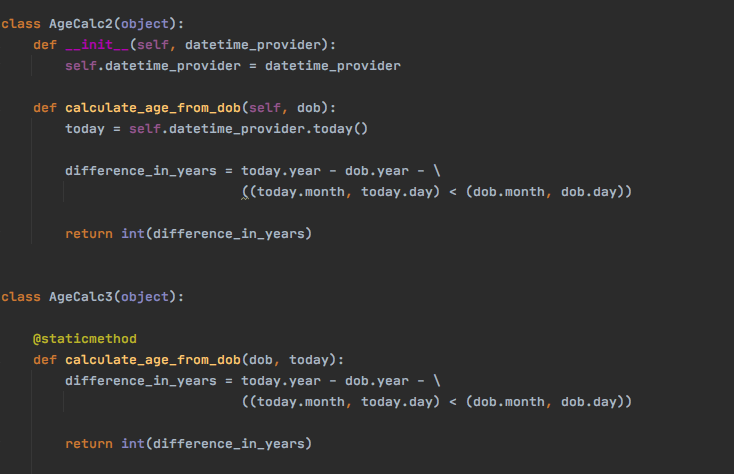 class AgeCalc2(object):
    def __init__(self, datetime_provider):
        self.datetime_provider = datetime_provider
    def calculate_age_from_dob(self, dob):
        today = self.datetime_provider.today()
        difference_in_years = today.year - dob.year - \
                              ((today.month, today.day) < (dob.month, dob.day))
        return int(difference_in_years)
class AgeCalc3(object):
    @staticmethod
    def calculate_age_from_dob(dob, today):
        difference_in_years = today.year - dob.year - \
                              ((today.month, today.day) < (dob.month, dob.day))
        return int(difference_in_years)